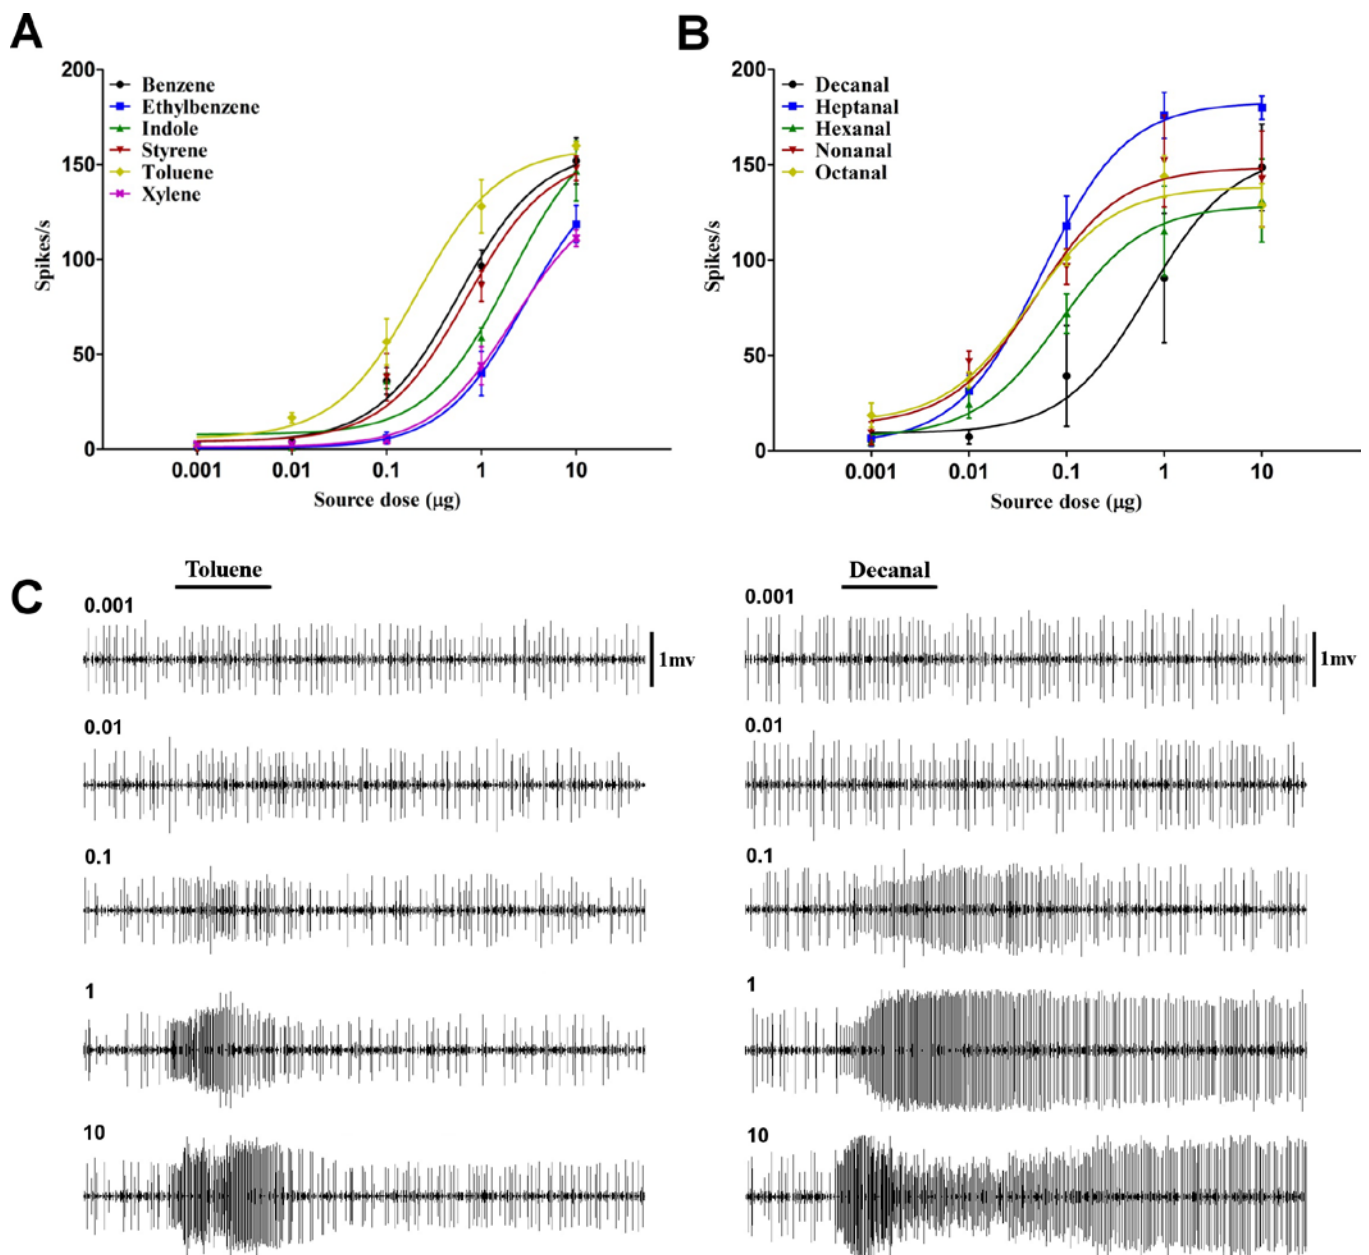 A
200
150
100
50
0
Spikes/s
Benzene
Ethylbenzene
Indole
Styrene
Toluene
Xylene
0.001 0.01 0.1 1 10
Source dose (µg)
B
200
150
100
50
0
Spikes/s
Decanal
Heptanal
Hexanal
Nonanal
Octanal
0.001 0.01 0.1 1 10
Source dose (µg)
C
Toluene
0.001
1mv
0.01
0.1
1
10
Decanal
0.001
1mv
0.01
0.1
1
10